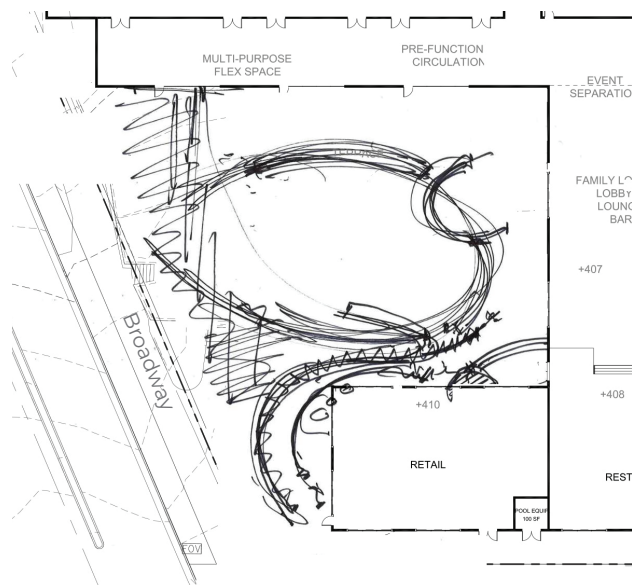 MULTI-PURPOSE
FLEX SPACE
PRE-FUNCTION
CIRCULATION
EVENT
SEPARATIO
FAMILY
LOBBY
LOUNG
BAR
+407
Broadway
+408
+410
RETAIL
REST
POOL EQUIP
100 SF
FOV